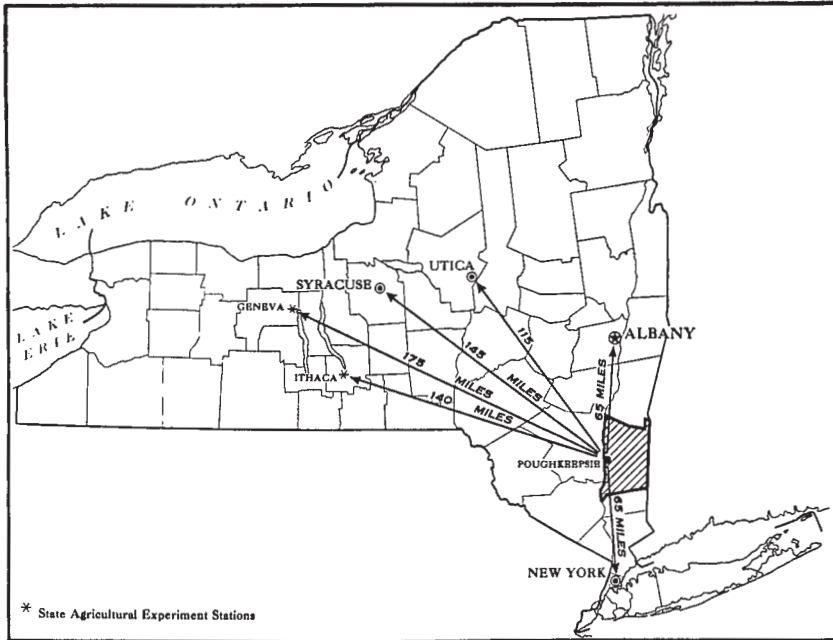 LAKE ONTARIO
UTICA
SYRACUSE
GENEVA
LAKE
ERIE
ALBANY
115
145
MILES
175
MILES
ITHACA
140
MILES
65 MILES
POUGHKEEPSIE
65 MILES
NEW YORK
* State Agricultural Experiment Stations